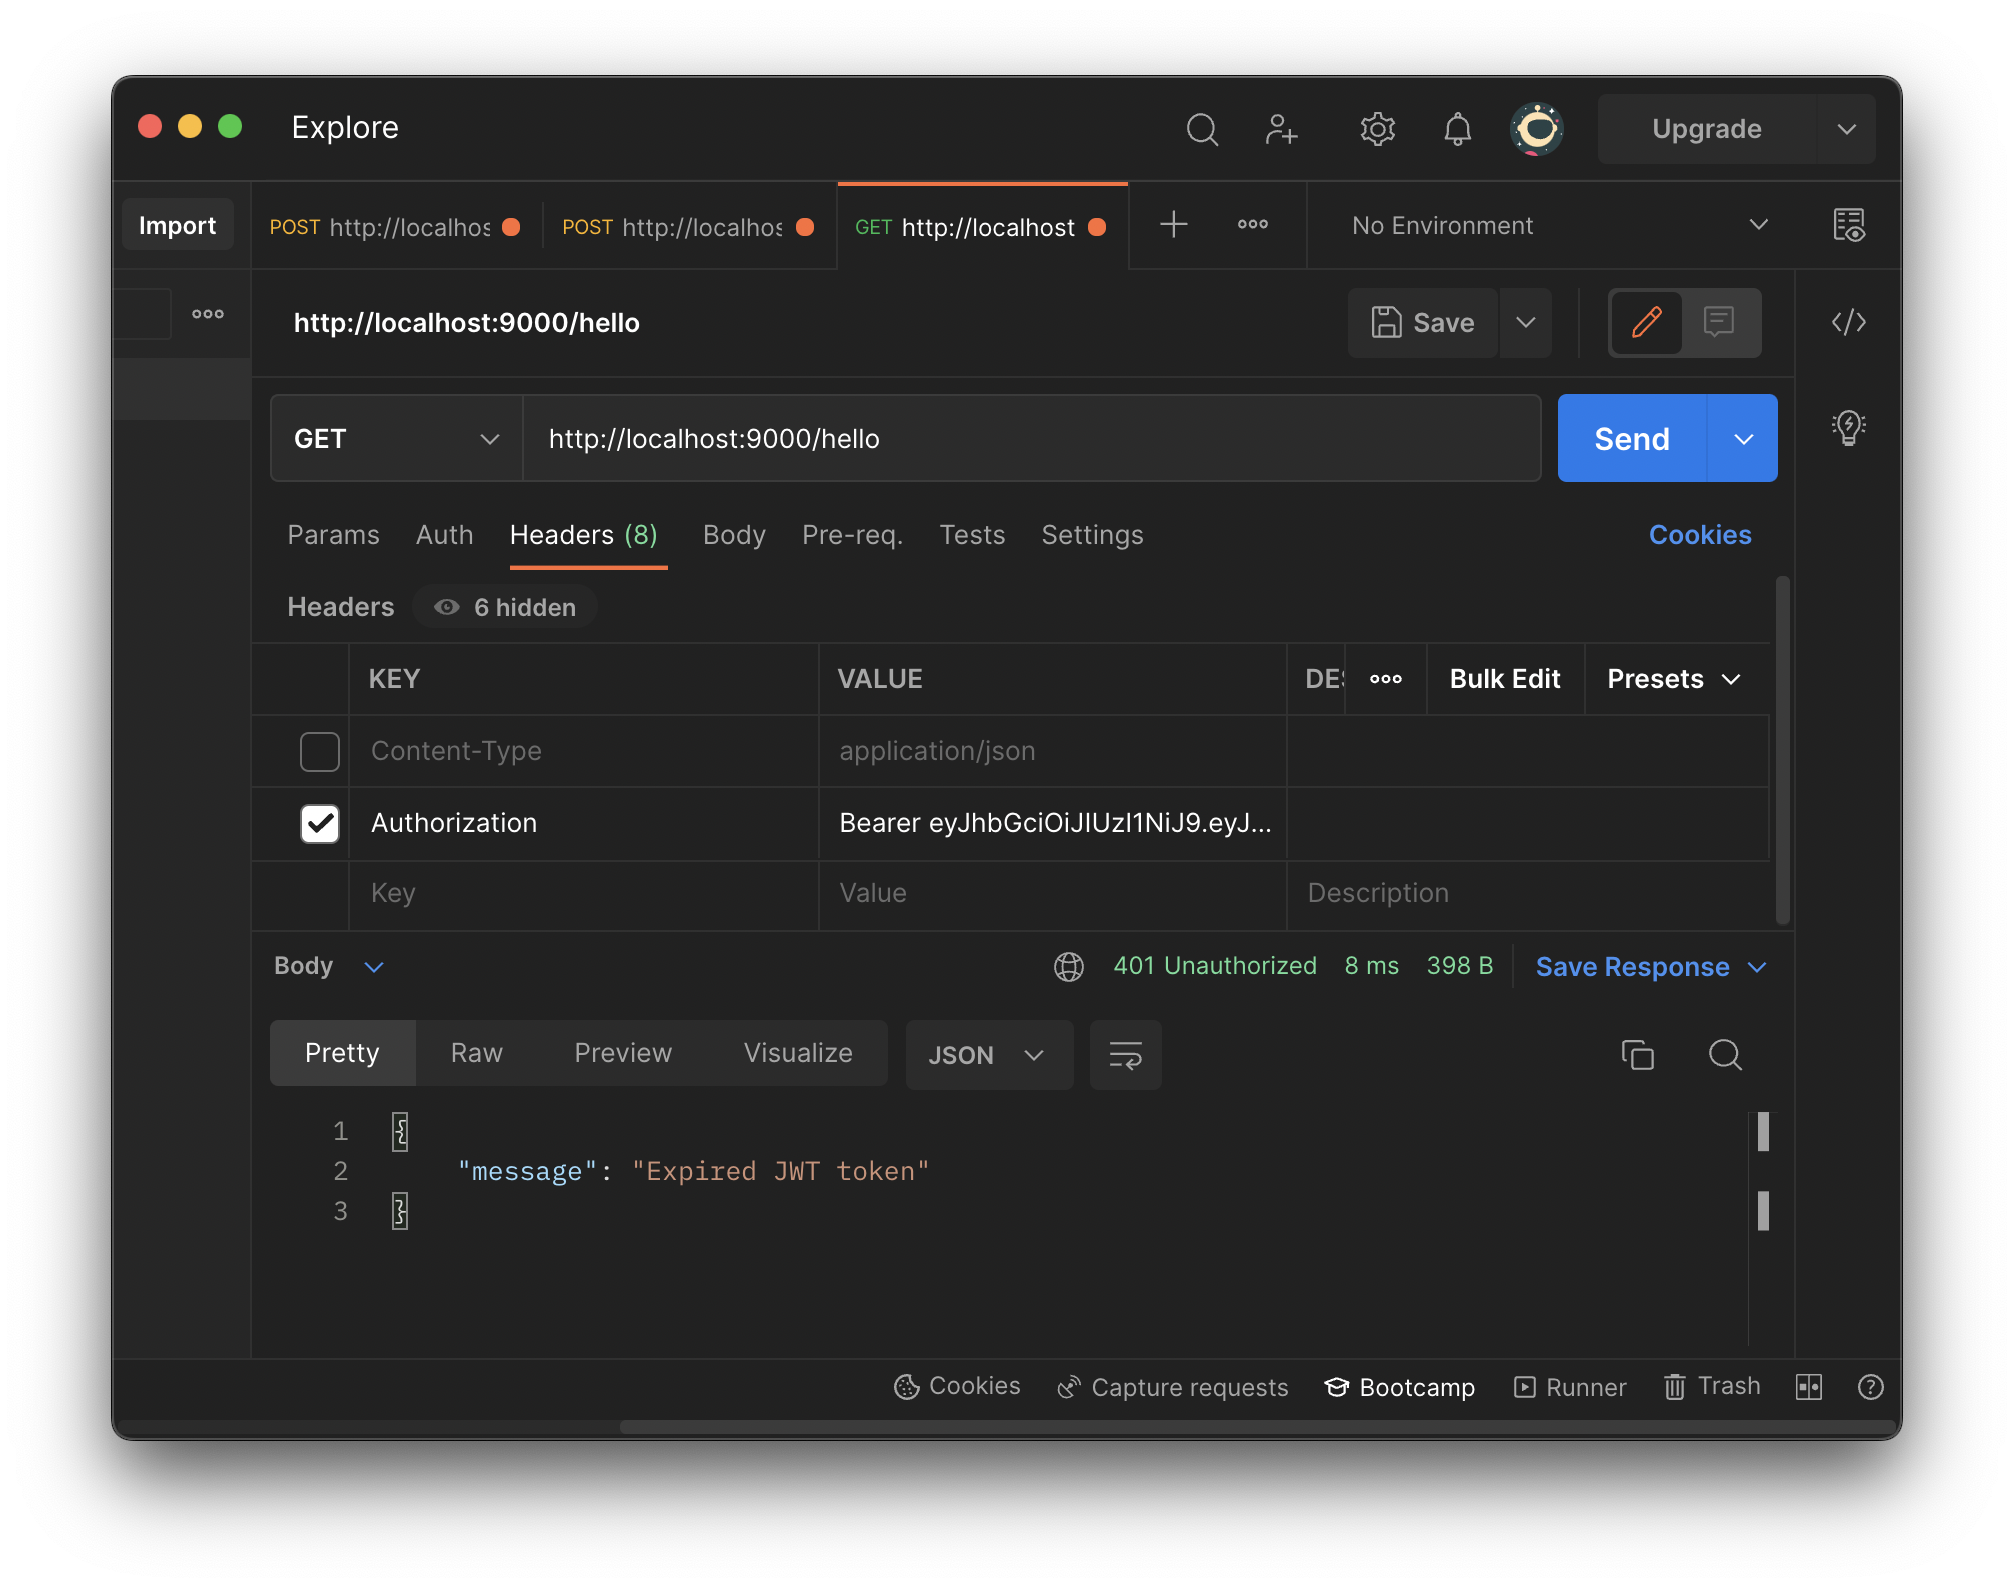 Explore
Upgrade
Import
POST http://localhos
POST http://localhos
GET http://localhost
No Environment
http://localhost:9000/hello
Save
GET
http://localhost:9000/hello
Send
Params
Auth
Headers (8)
Body
Pre-req.
Tests
Settings
Cookies
Headers
6 hidden
KEY
VALUE
DES
Bulk Edit
Presets
Content-Type
application/json
Authorization
Bearer eyJhbGciOiJIUzI1NiJ9.eyJ...
Key
Value
Description
Body
401 Unauthorized
8 ms
398 B
Save Response
Pretty
Raw
Preview
Visualize
JSON
1 {
2 "message": "Expired JWT token"
3 }
Cookies
Capture requests
Bootcamp
Runner
Trash